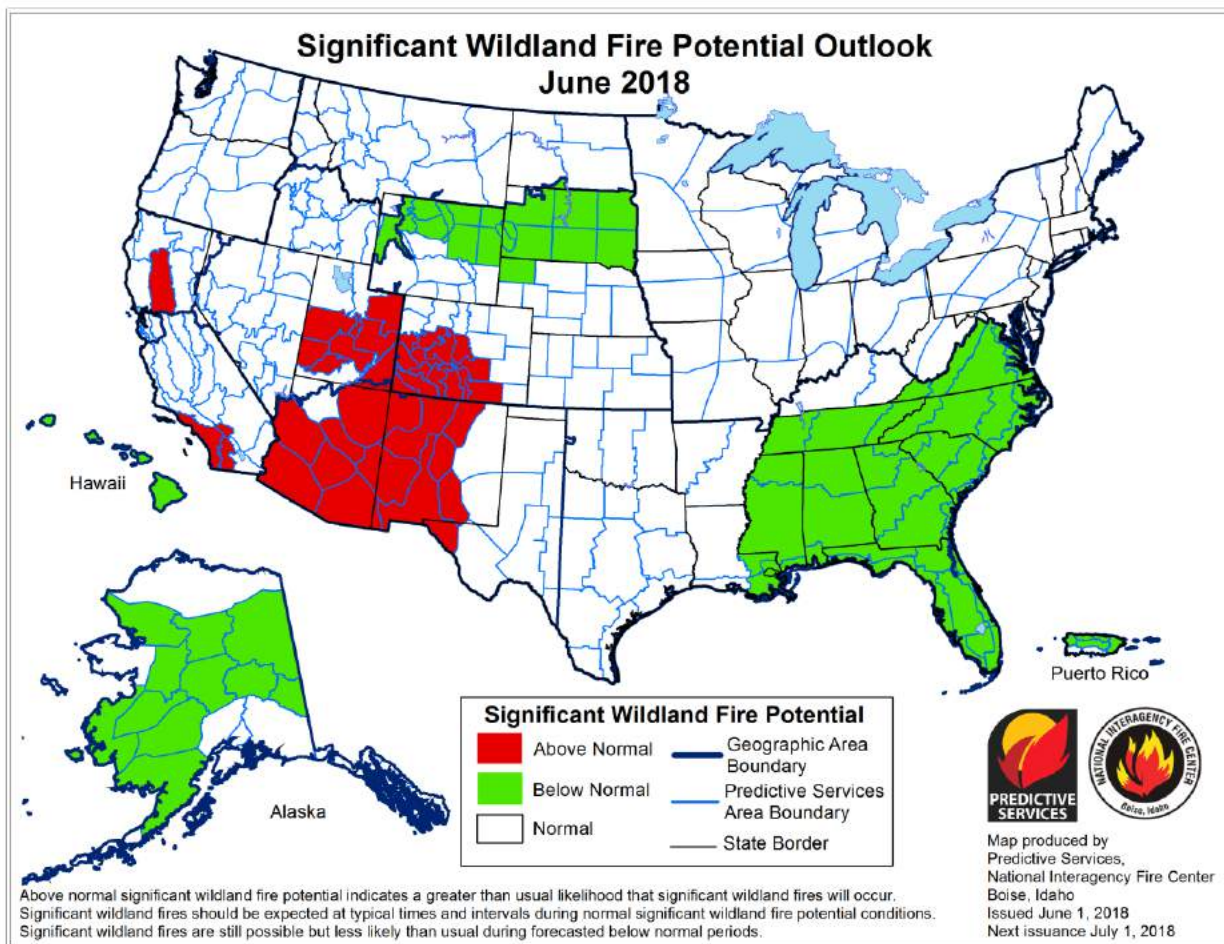 Significant Wildland Fire Potential Outlook
June 2018
Hawaii
Alaska
Puerto Rico
Significant Wildland Fire Potential
Above Normal
Below Normal
Normal
Geographic Area
Boundary
Predictive Services
Area Boundary
State Border
PREDICTIVE
SERVICES
NATIONAL INTERAGENCY FIRE CENTER
Boise, Idaho
Map produced by
Predictive Services,
National Interagency Fire Center
Boise, Idaho
Issued June 1, 2018
Next issuance July 1, 2018
Above normal significant wildland fire potential indicates a greater than usual likelihood that significant wildland fires will occur.
Significant wildland fires should be expected at typical times and intervals during normal significant wildland fire potential conditions.
Significant wildland fires are still possible but less likely than usual during forecasted below normal periods.